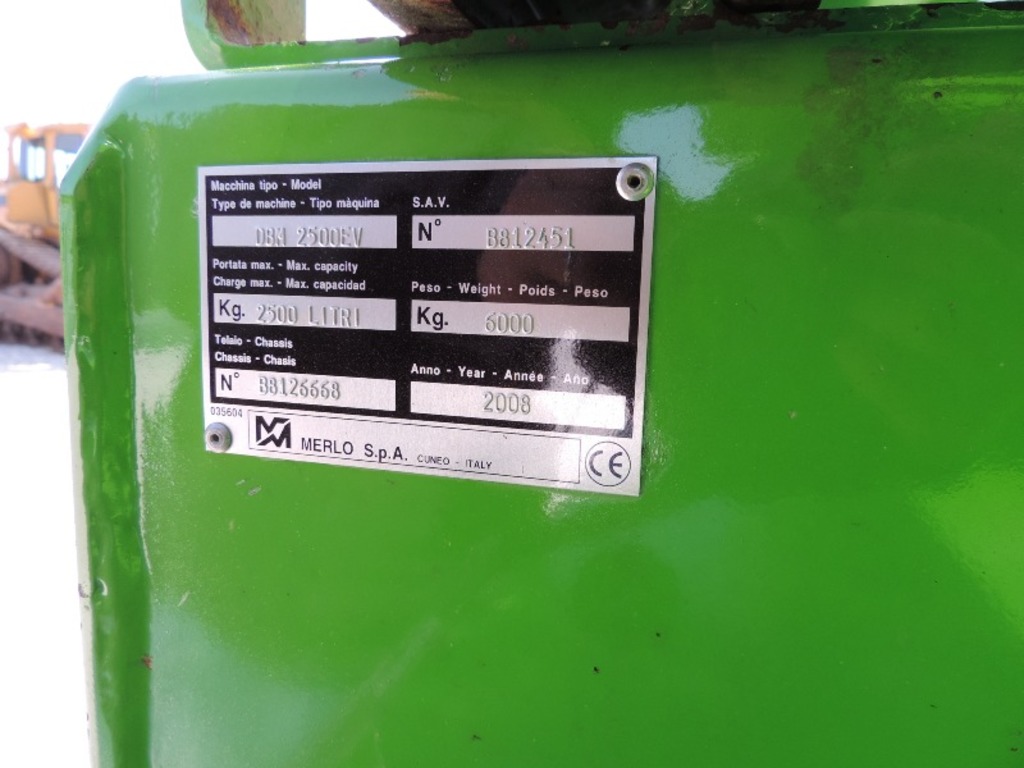 Macchina tipo - Model
Type de machine - Tipo màquina
DBM 2500EV
S.A.V.
N° B812451
Portata max. - Max. capacity
Charge max. - Max. capacidad
Kg. 2500 LITRI
Peso - Weight - Poids - Peso
Kg. 6000
Telaio - Chassis
Chassis - Chasis
N° B8126668
Anno - Year - Année - Ano
2008
035604
MERLO S.p.A. CUNEO - ITALY
CE